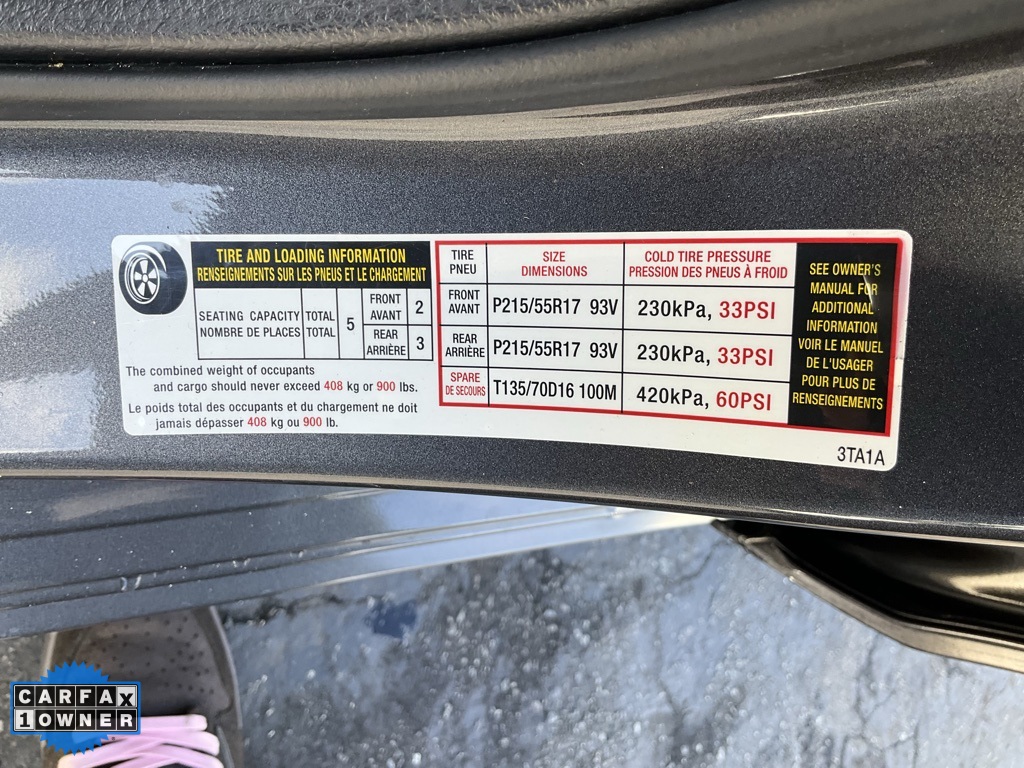 TIRE AND LOADING INFORMATION
RENSEIGNEMENTS SUR LES PNEUS ET LE CHARGEMENT
SEATING CAPACITY TOTAL 5 FRONT AVANT 2
NOMBRE DE PLACES TOTAL REAR ARRIÈRE 3
The combined weight of occupants
and cargo should never exceed 408 kg or 900 lbs.
Le poids total des occupants et du chargement ne doit
jamais dépasser 408 kg ou 900 lb.
TIRE SIZE COLD TIRE PRESSURE
PNEU DIMENSIONS PRESSION DES PNEUS À FROID
FRONT
AVANT P215/55R17 93V 230kPa, 33PSI
REAR
ARRIÈRE P215/55R17 93V 230kPa, 33PSI
SPARE
DE SECOURS T135/70D16 100M 420kPa, 60PSI
SEE OWNER'S
MANUAL FOR
ADDITIONAL
INFORMATION
VOIR LE MANUEL
DE L'USAGER
POUR PLUS DE
RENSEIGNEMENTS
3TA1A
CARFAX
1 OWNER